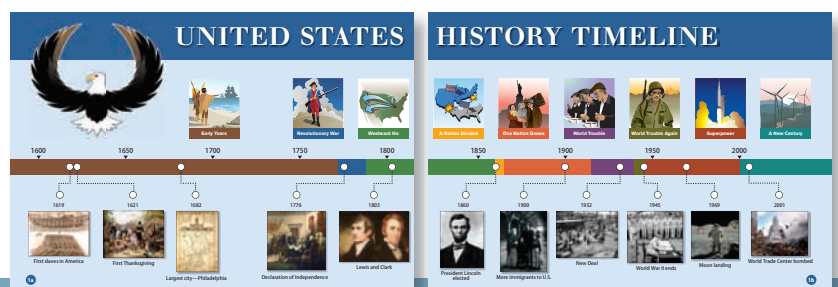 UNITED STATES
HISTORY TIMELINE
Early Years
Revolutionary War
Westward Ho
A Nation Divided
One Nation Grows
World Trouble
World Trouble Again
Superpower
A New Century
1600
1650
1700
1750
1800
1850
1900
1950
2000
1619
1621
1682
1776
1803
1860
1900
1932
1945
1969
2001
First slaves in America
First Thanksgiving
Largest city—Philadelphia
Declaration of Independence
Lewis and Clark
President Lincoln
elected
More immigrants to U.S.
New Deal
World War II ends
Moon landing
World Trade Center bombed
1a
1b